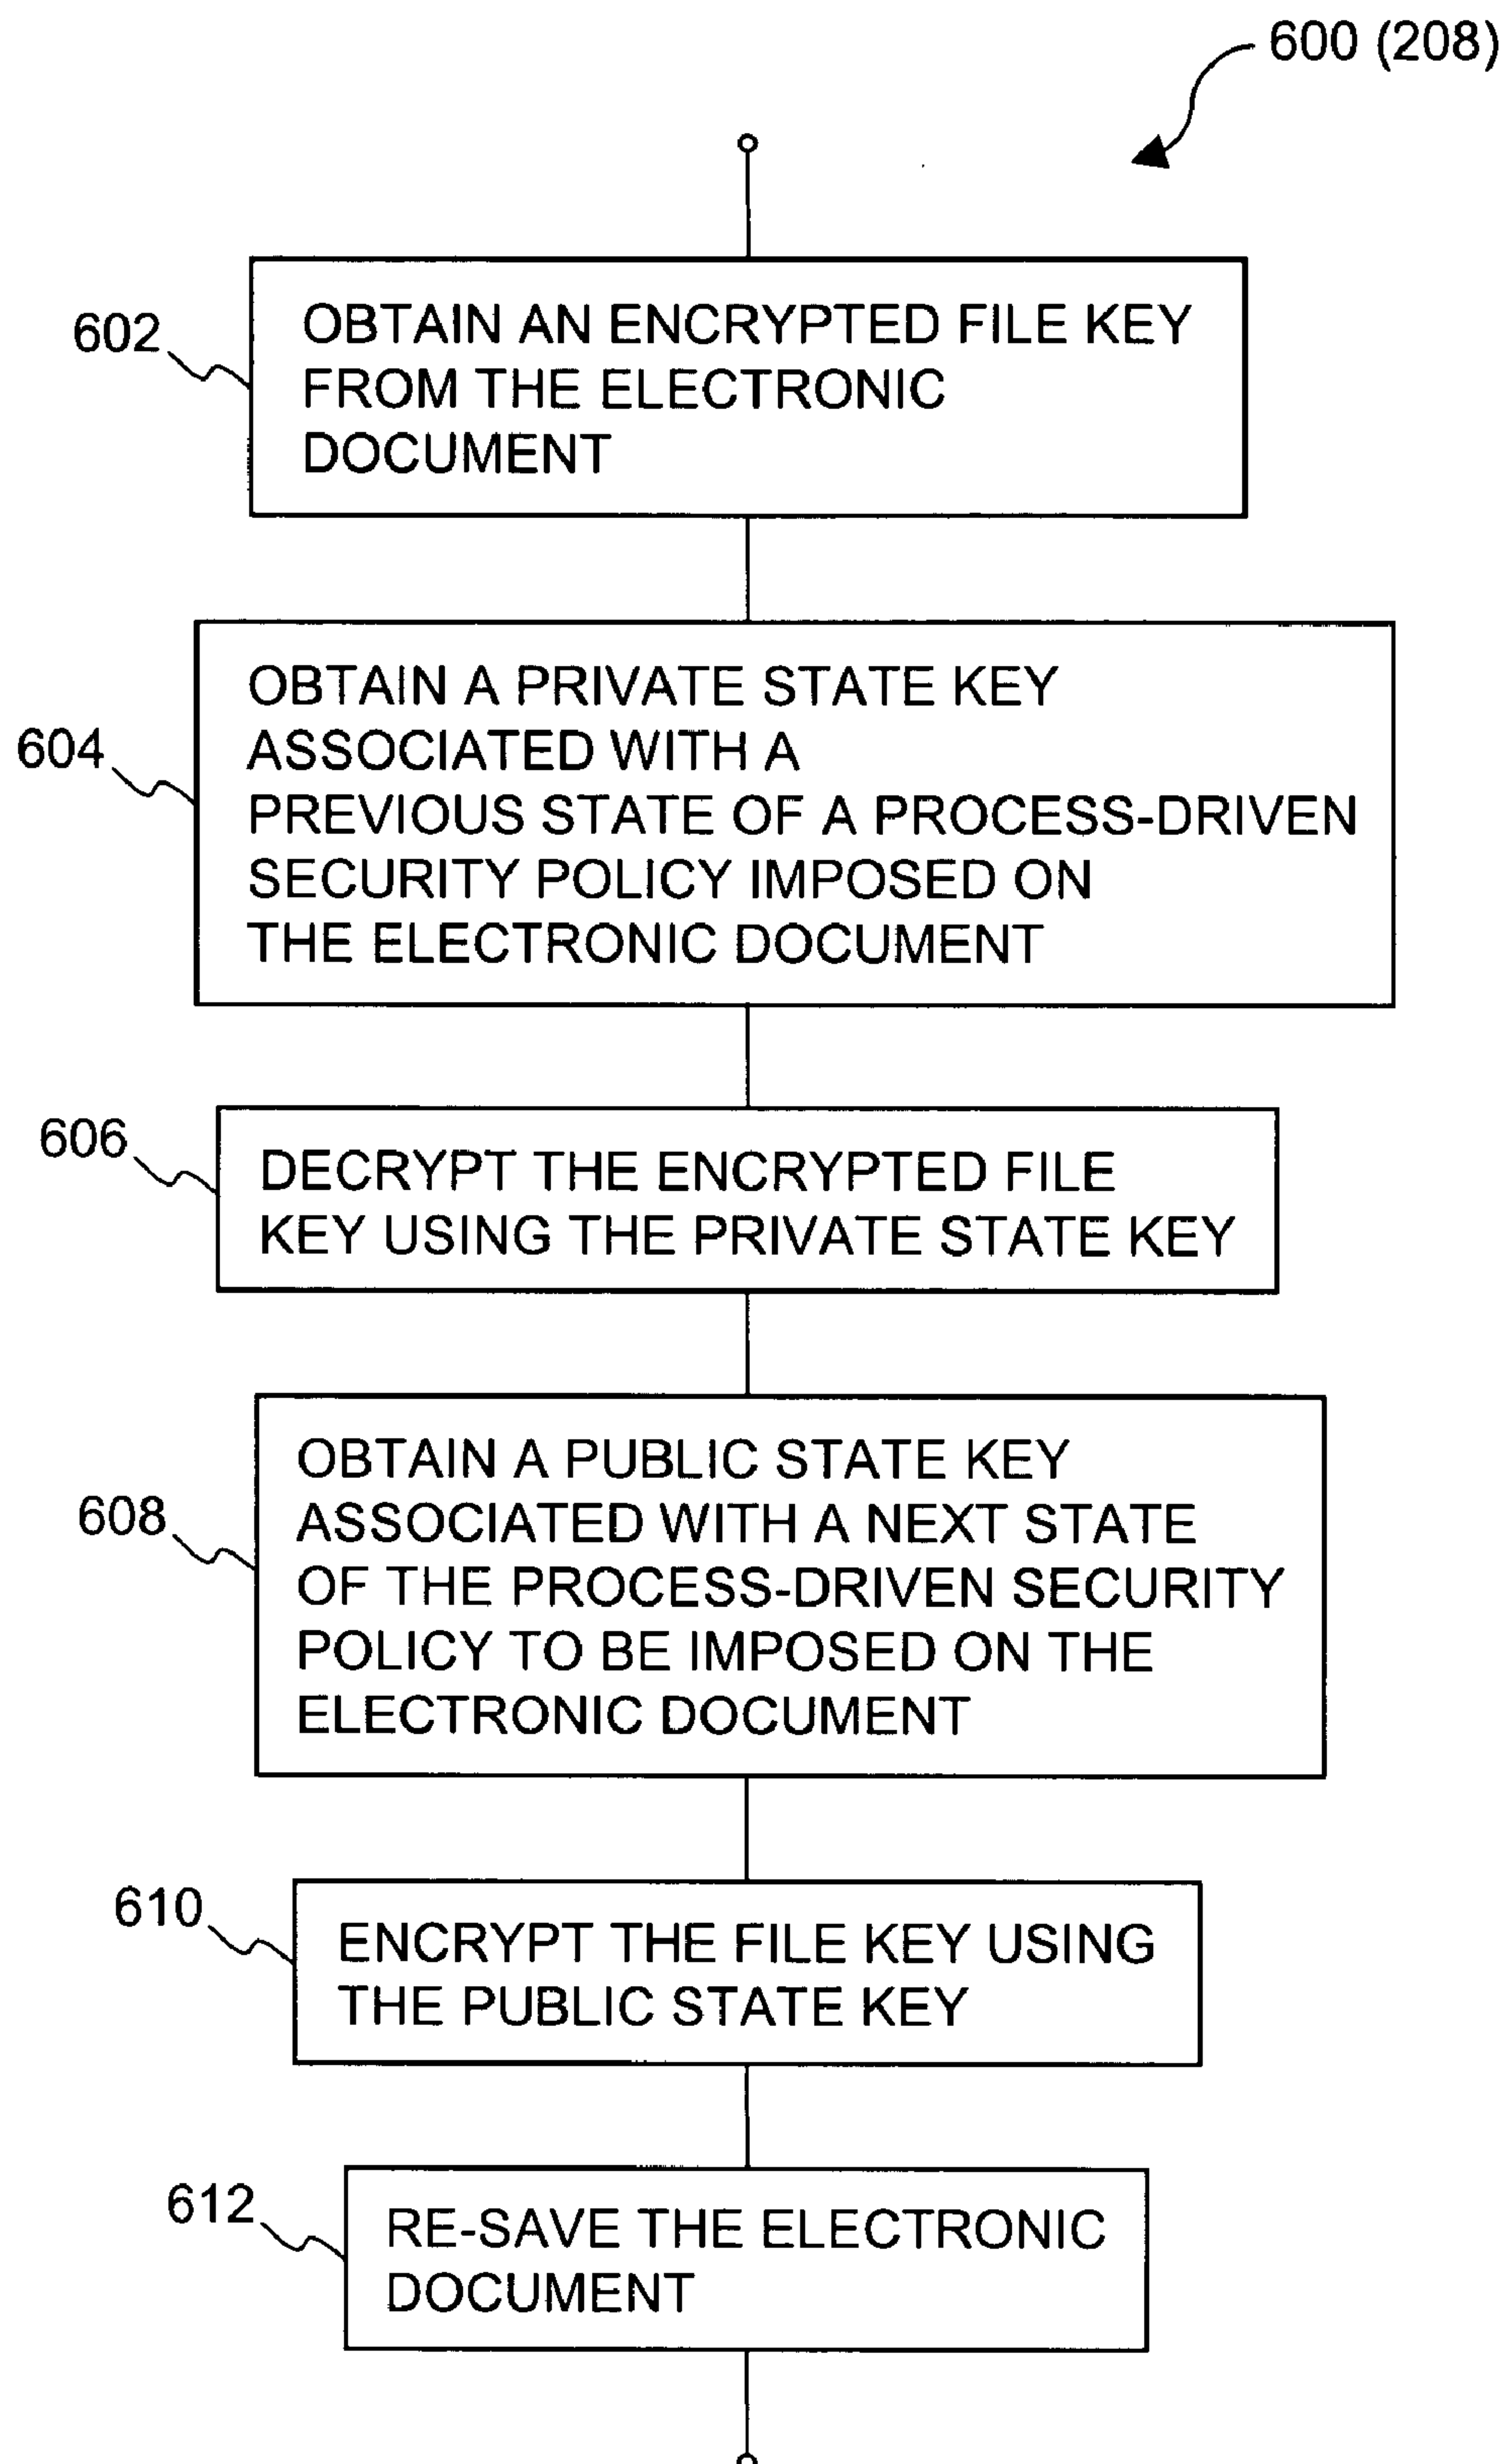 600 (208)
602
OBTAIN AN ENCRYPTED FILE KEY
FROM THE ELECTRONIC
DOCUMENT
604
OBTAIN A PRIVATE STATE KEY
ASSOCIATED WITH A
PREVIOUS STATE OF A PROCESS-DRIVEN
SECURITY POLICY IMPOSED ON
THE ELECTRONIC DOCUMENT
606
DECRYPT THE ENCRYPTED FILE
KEY USING THE PRIVATE STATE KEY
608
OBTAIN A PUBLIC STATE KEY
ASSOCIATED WITH A NEXT STATE
OF THE PROCESS-DRIVEN SECURITY
POLICY TO BE IMPOSED ON THE
ELECTRONIC DOCUMENT
610
ENCRYPT THE FILE KEY USING
THE PUBLIC STATE KEY
612
RE-SAVE THE ELECTRONIC
DOCUMENT